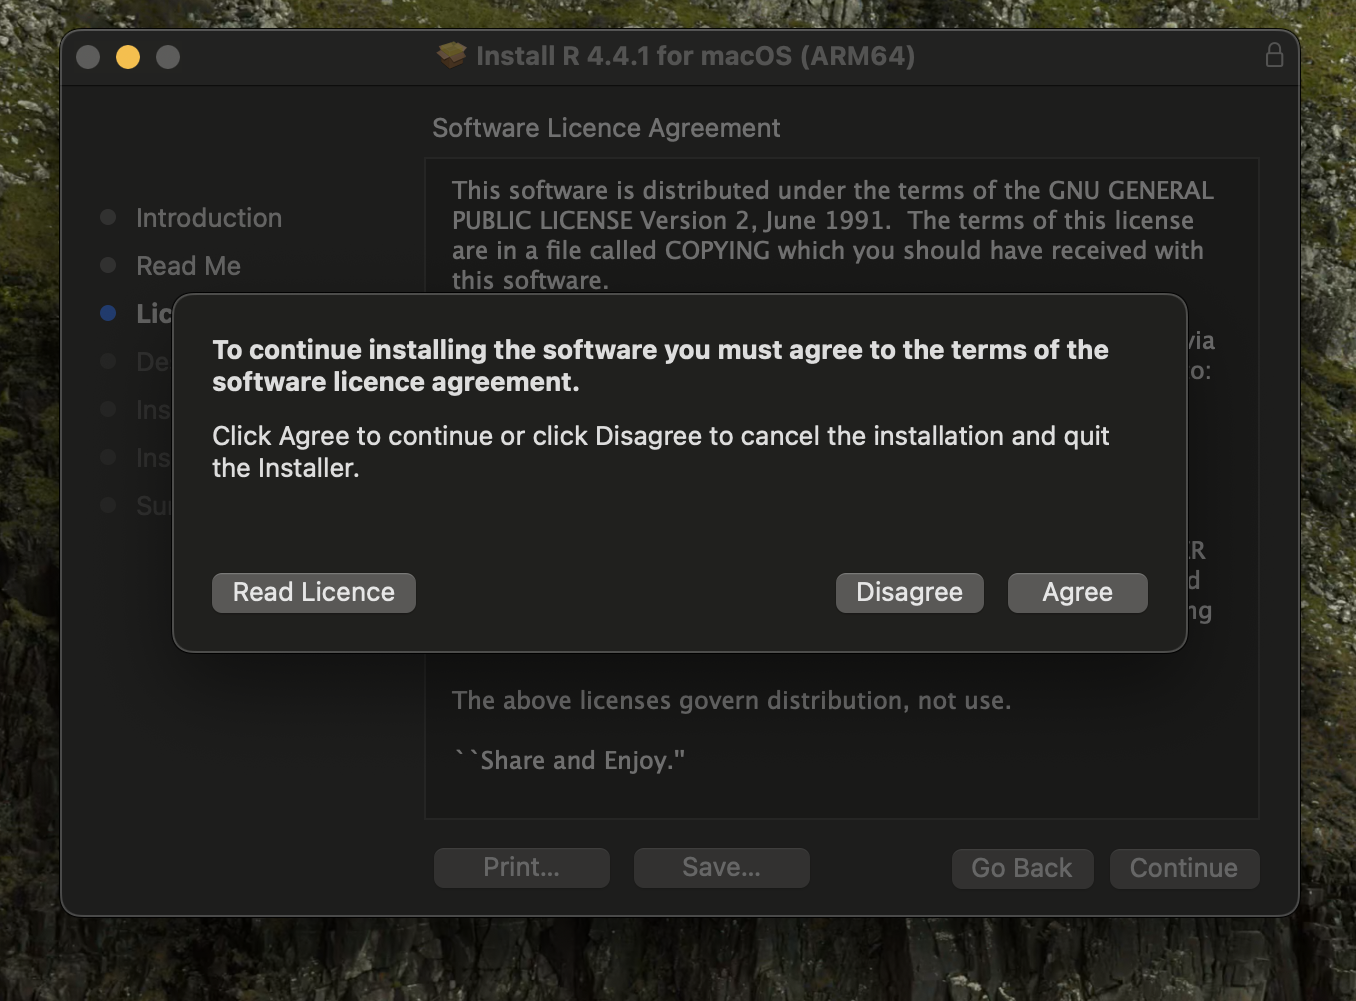 Install R 4.4.1 for macOS (ARM64)
Software Licence Agreement
Introduction
Read Me
This software is distributed under the terms of the GNU GENERAL
PUBLIC LICENSE Version 2, June 1991.  The terms of this license
are in a file called COPYING which you should have received with
this software.
To continue installing the software you must agree to the terms of the
software licence agreement.
Click Agree to continue or click Disagree to cancel the installation and quit
the Installer.
Read Licence
Disagree
Agree
The above licenses govern distribution, not use.
``Share and Enjoy.''
Print...
Save...
Go Back
Continue